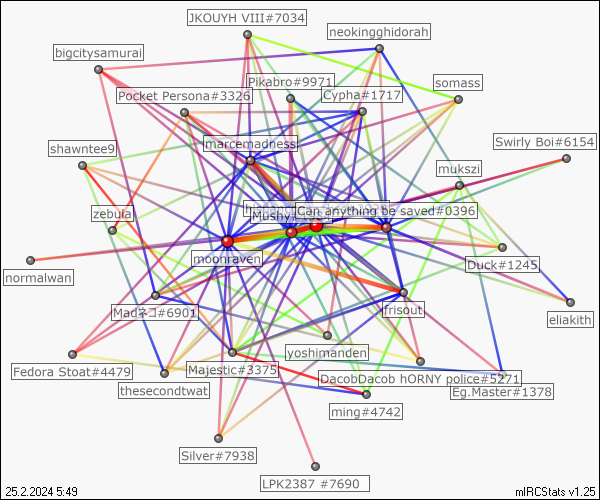 JKOUYH VIII#7034
neokingghidorah
bigcitysamurai
Pikabro#9971
somass
Pocket Persona#3326
Cypha#1717
Swirly Boi#6154
marcemadness
shawntee9
mukszi
zebula
Can anything be saved#0396
moonraven
Duck#1245
normalwan
Madネコ#6901
frisout
eliakith
yoshimanden
Fedora Stoat#4479
Majestic#3375
DacobDacob hORNY police#5271
thesecondtwat
Eg.Master#1378
ming#4742
Silver#7938
LPK2387 #7690
25.2.2024 5:49
mIRCStats v1.25